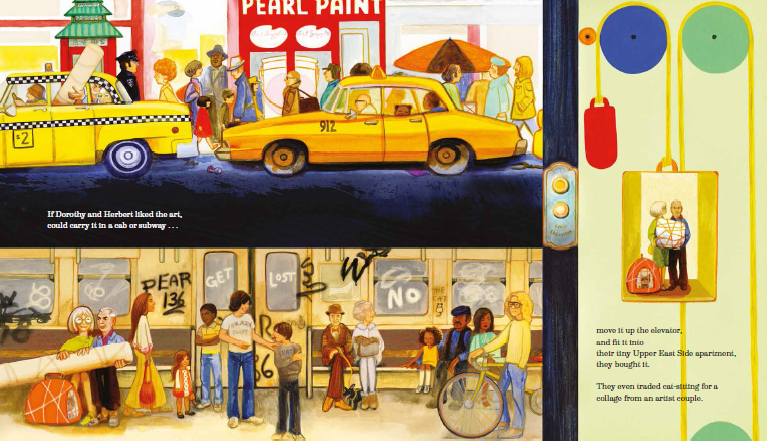 PEARL PAINT
912
2
If Dorothy and Herbert liked the art,
could carry it in a cab or subway . . .
PEAR
136
GET
LOST
W
NO
THE
CAT
move it up the elevator,
and fit it into
their tiny Upper East Side apartment,
they bought it.
They even traded cat-sitting for a
collage from an artist couple.